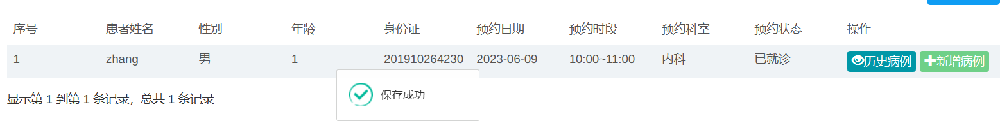 序号 患者姓名 性别 年龄 身份证 预约日期 预约时段 预约科室 预约状态 操作
1 zhang 男 1 201910264230 2023-06-09 10:00~11:00 内科 已就诊 历史病例 新增病例
保存成功
显示第 1 到第 1 条记录，总共 1 条记录